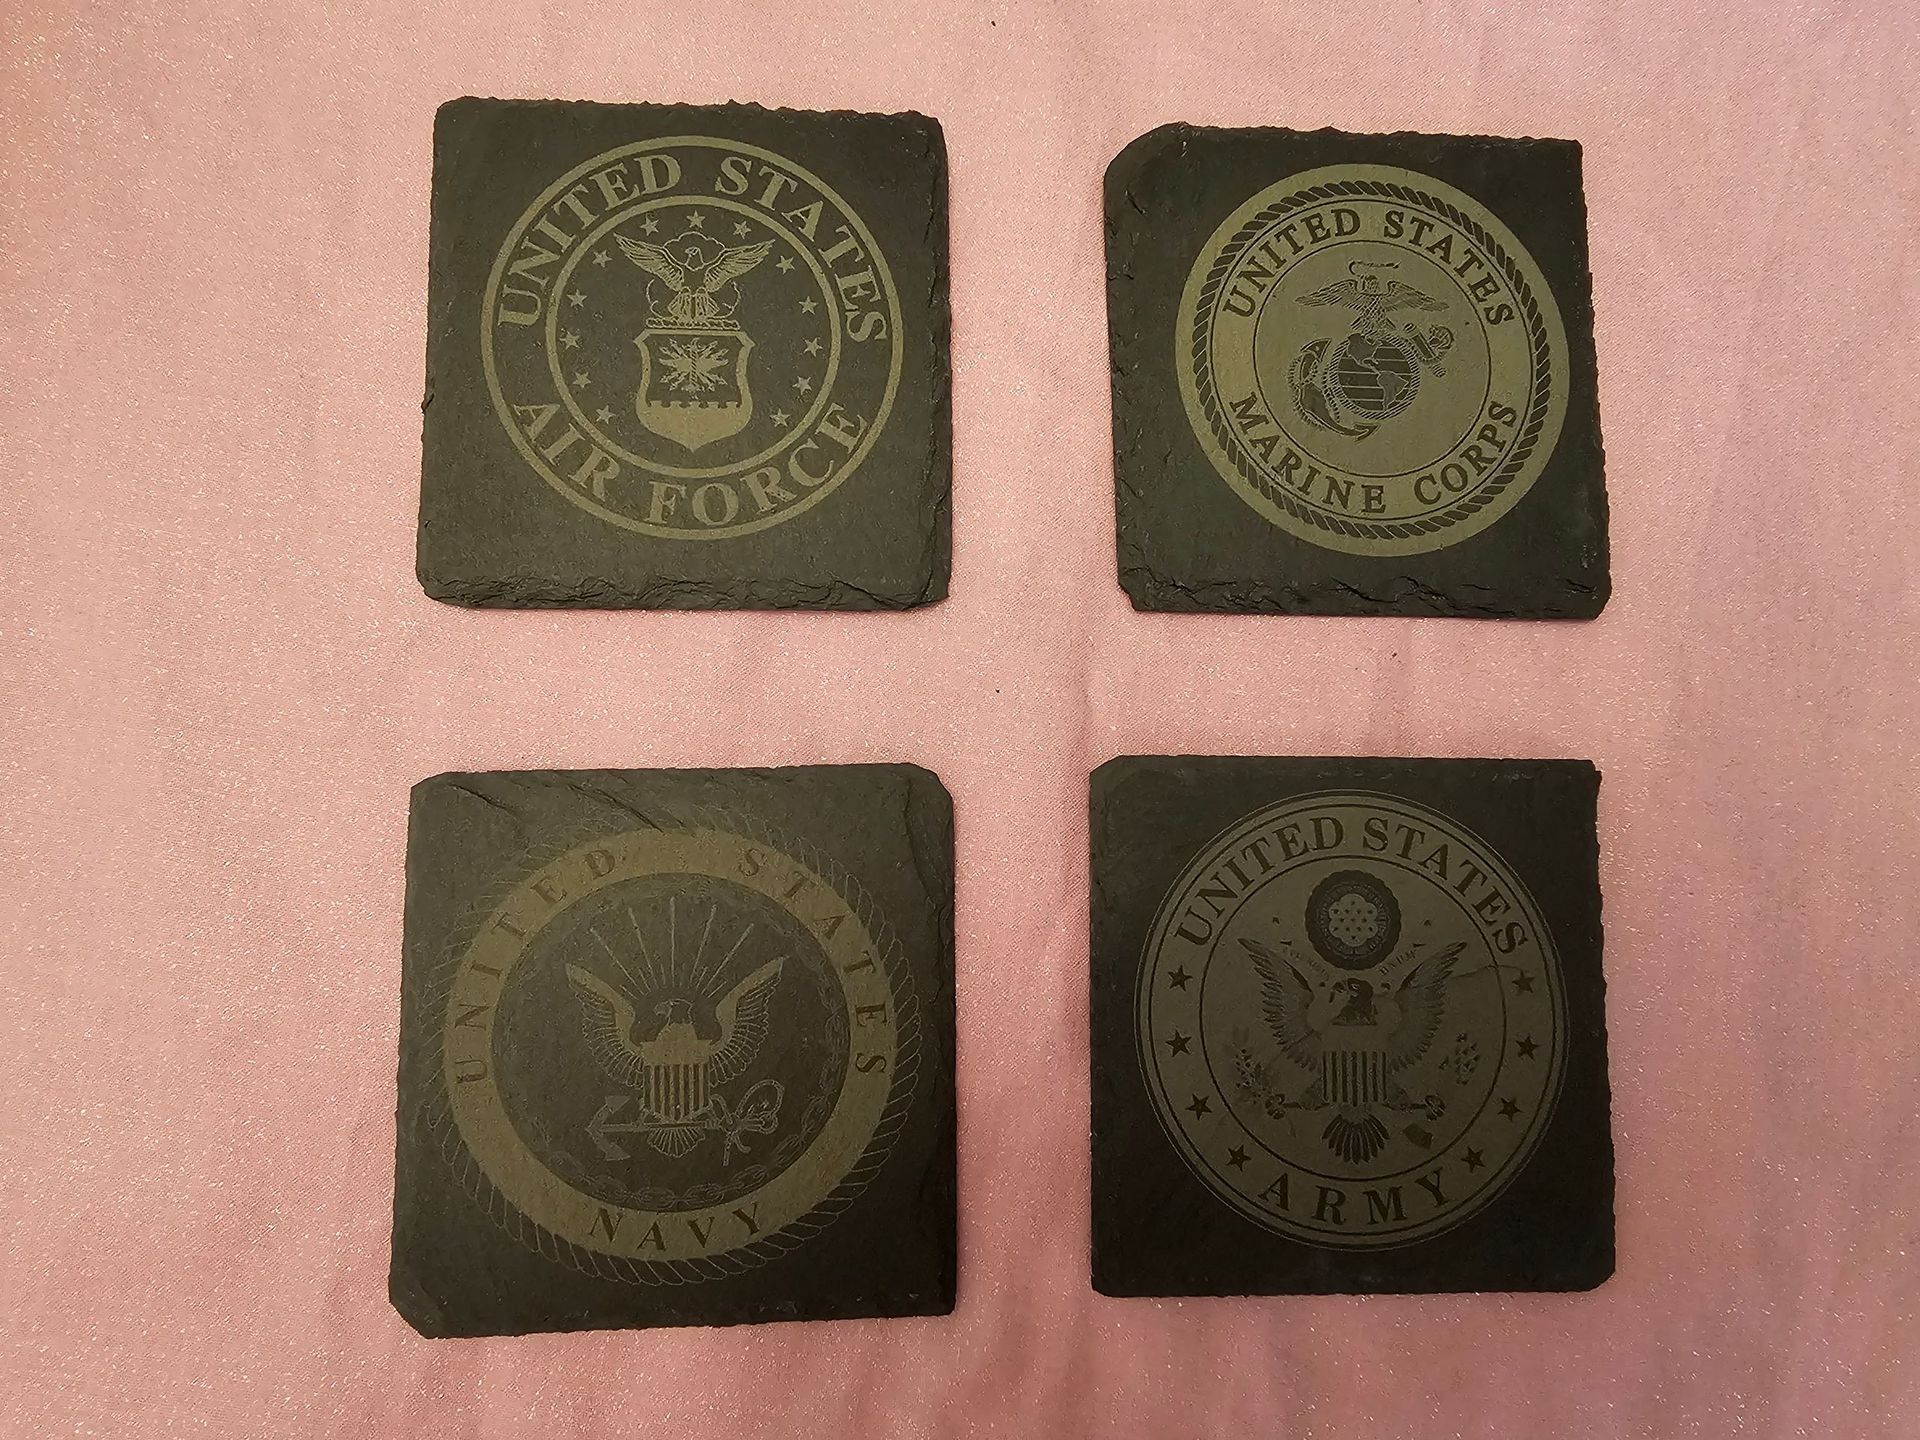 UNITED STATES
AIR FORCE
UNITED STATES
MARINE CORPS
UNITED STATES
NAVY
UNITED STATES
ARMY